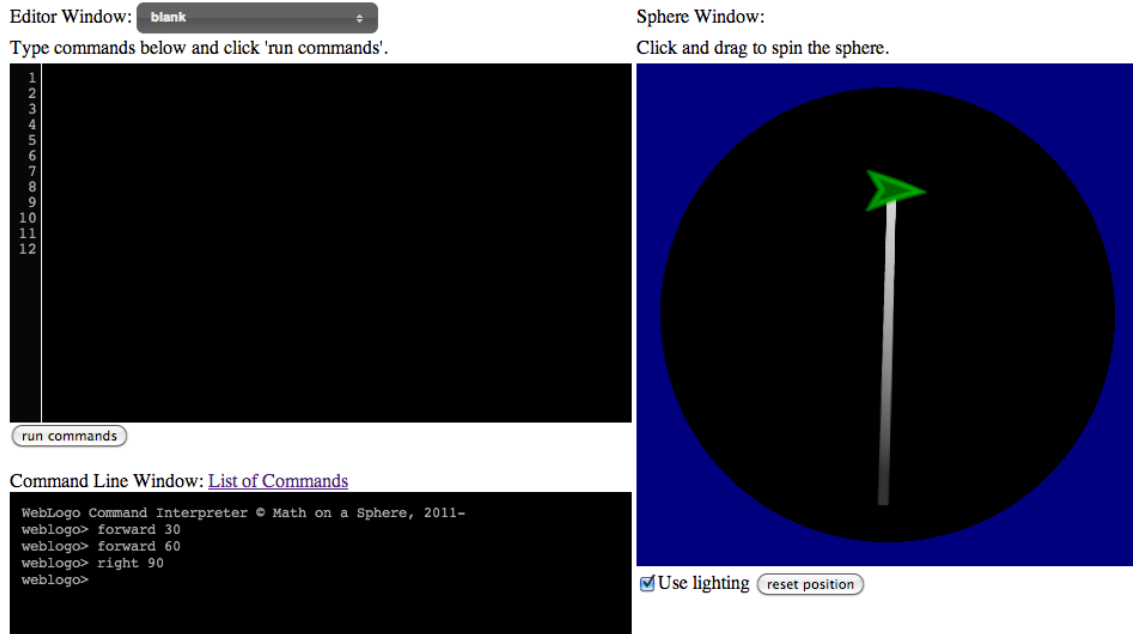 Editor Window: blank
Type commands below and click 'run commands'.
1
2
3
4
5
6
7
8
9
10
11
12
run commands
Command Line Window: List of Commands
WebLogo Command Interpreter © Math on a Sphere, 2011-
weblogo> forward 30
weblogo> forward 60
weblogo> right 90
weblogo>
Sphere Window:
Click and drag to spin the sphere.
Use lighting reset position